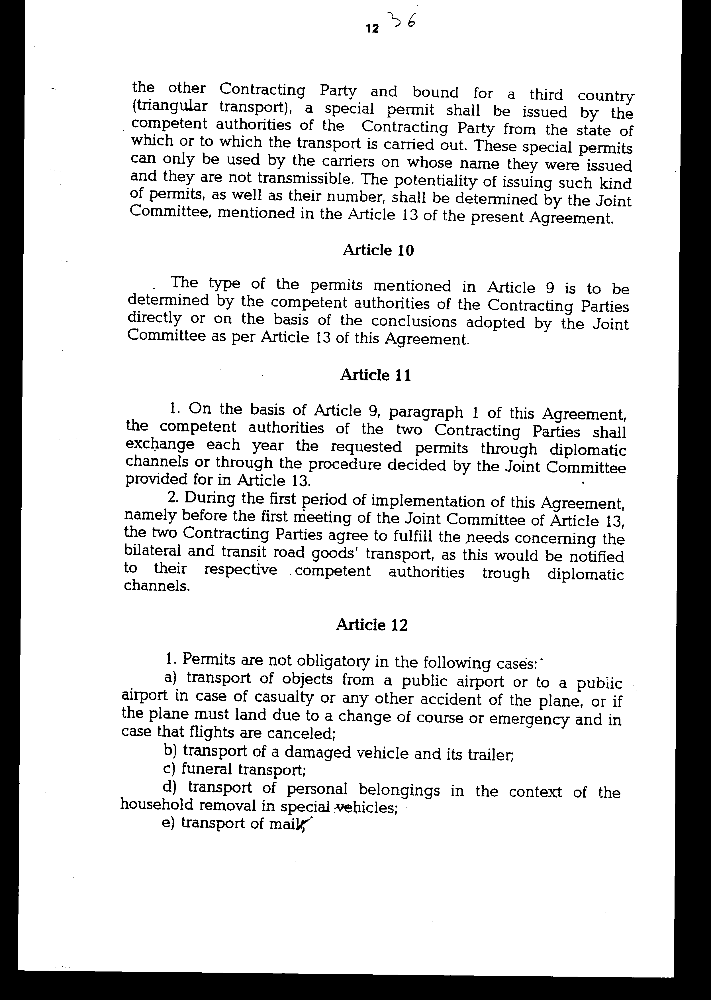 12 36
the other Contracting Party and bound for a third country
(triangular transport), a special permit shall be issued by the
competent authorities of the Contracting Party from the state of
which or to which the transport is carried out. These special permits
can only be used by the carriers on whose name they were issued
and they are not transmissible. The potentiality of issuing such kind
of permits, as well as their number, shall be determined by the Joint
Committee, mentioned in the Article 13 of the present Agreement.
Article 10
The type of the permits mentioned in Article 9 is to be
determined by the competent authorities of the Contracting Parties
directly or on the basis of the conclusions adopted by the Joint
Committee as per Article 13 of this Agreement.
Article 11
1. On the basis of Article 9, paragraph 1 of this Agreement,
the competent authorities of the two Contracting Parties shall
exchange each year the requested permits through diplomatic
channels or through the procedure decided by the Joint Committee
provided for in Article 13.
2. During the first period of implementation of this Agreement,
namely before the first meeting of the Joint Committee of Article 13,
the two Contracting Parties agree to fulfill the needs concerning the
bilateral and transit road goods' transport, as this would be notified
to their respective competent authorities trough diplomatic
channels.
Article 12
1. Permits are not obligatory in the following cases:
a) transport of objects from a public airport or to a public
airport in case of casualty or any other accident of the plane, or if
the plane must land due to a change of course or emergency and in
case that flights are canceled;
b) transport of a damaged vehicle and its trailer;
c) funeral transport;
d) transport of personal belongings in the context of the
household removal in special vehicles;
e) transport of mail;